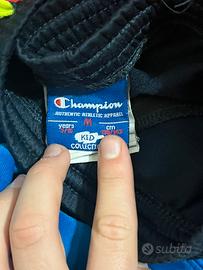 Champion
AUTHENTIC ATHLETIC APPAREL
years M cm
KID
COLLECT
subito